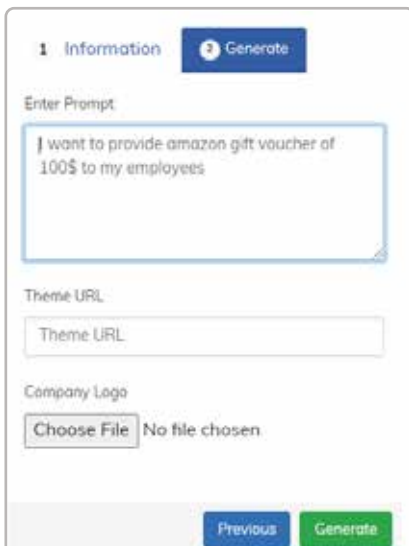 1 Information 2 Generate
Enter Prompt
I want to provide amazon gift voucher of
100$ to my employees
Theme URL
Theme URL
Company Logo
Choose File No file chosen
Previous Generate